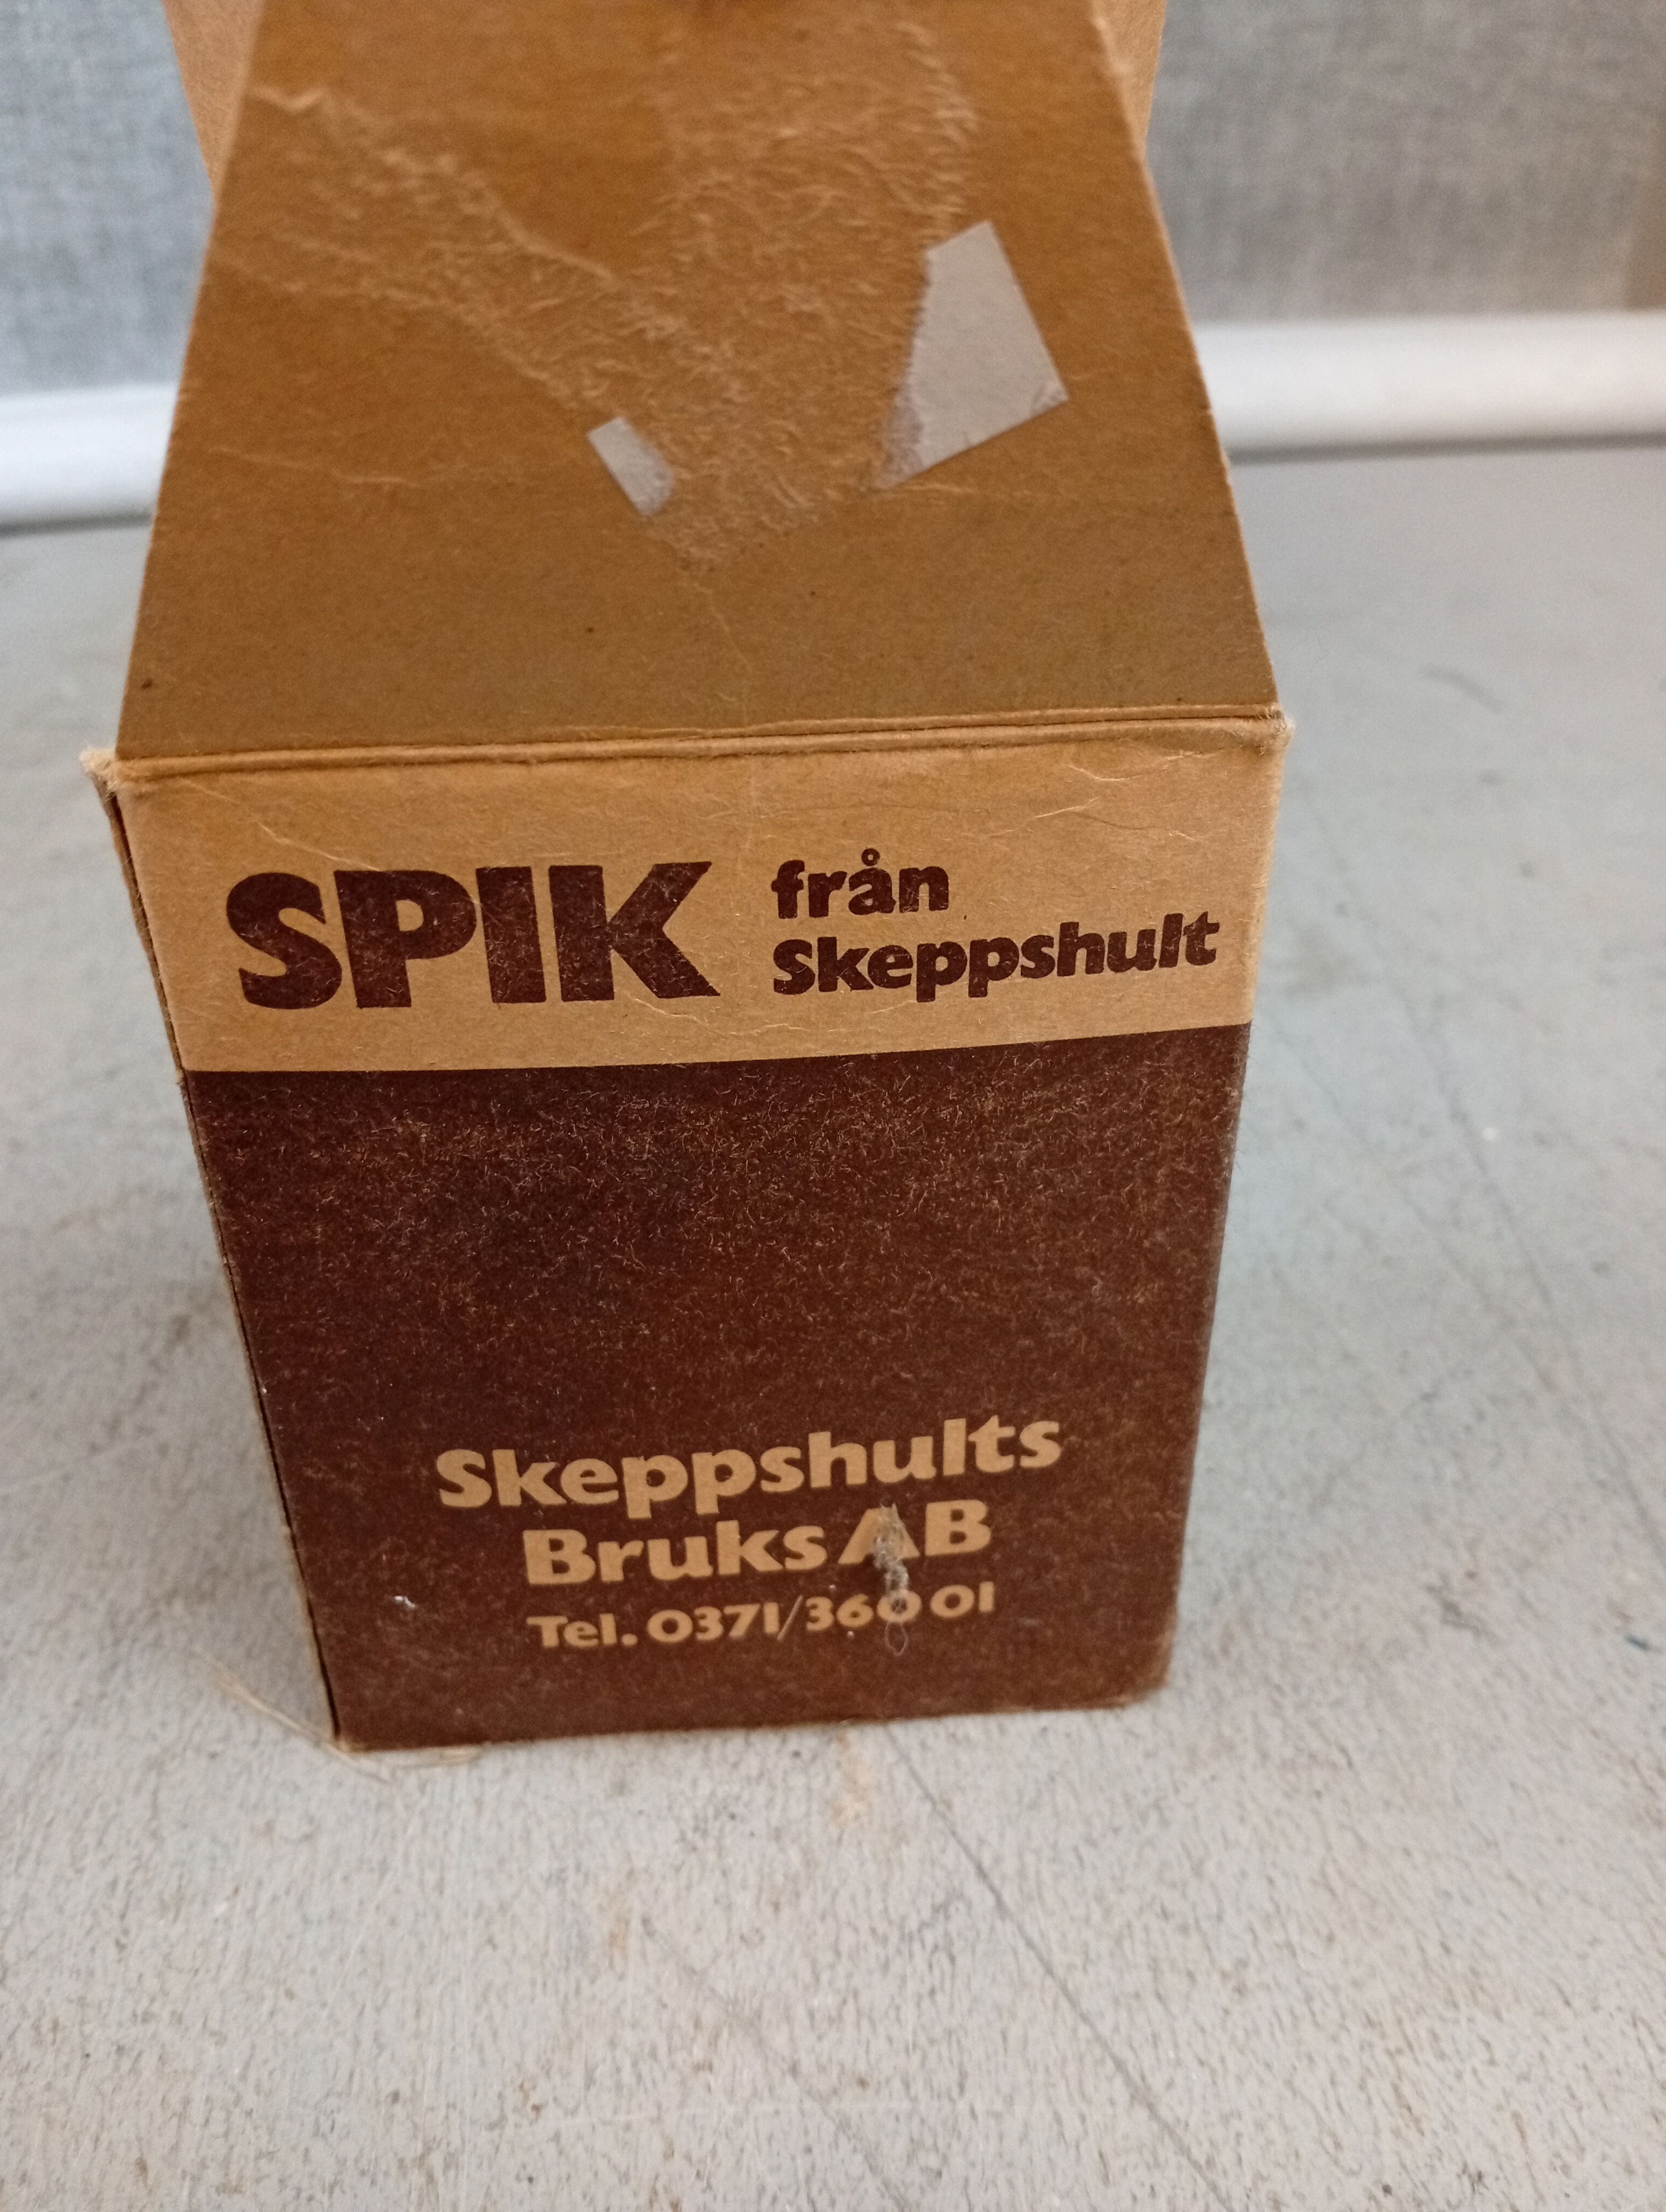 SPIK från
Skeppshult
Skeppshults
Bruks AB
Tel. 0371/360 01